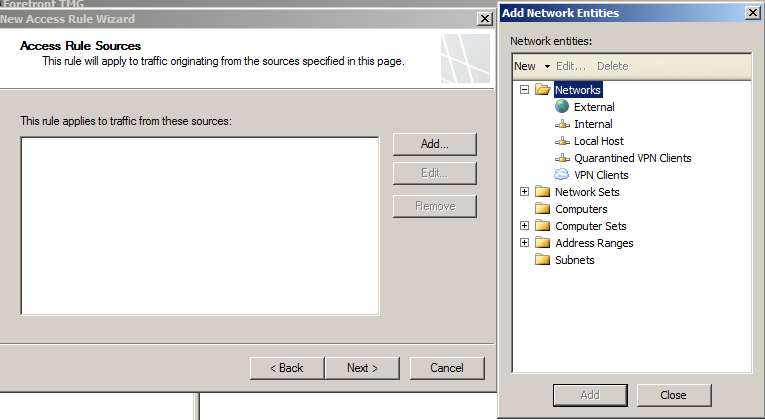 Forefront TMG
New Access Rule Wizard
Access Rule Sources
This rule will apply to traffic originating from the sources specified in this page.
This rule applies to traffic from these sources:
Add...
Edit...
Remove
< Back
Next >
Cancel
Add Network Entities
Network entities:
New Edit... Delete
Networks
External
Internal
Local Host
Quarantined VPN Clients
VPN Clients
Network Sets
Computers
Computer Sets
Address Ranges
Subnets
Add
Close